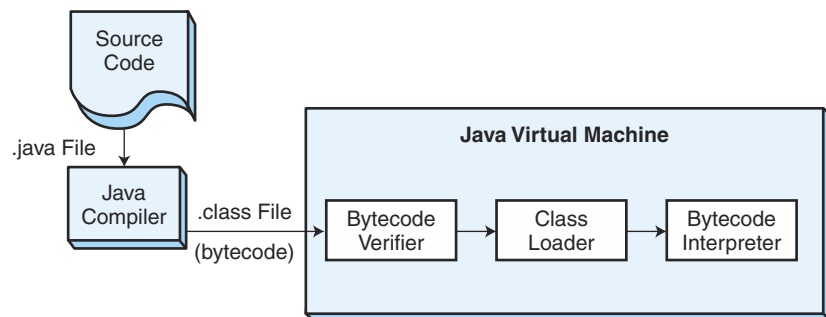 Source
Code
.java File
Java
Compiler
.class File
(bytecode)
Java Virtual Machine
Bytecode
Verifier
Class
Loader
Bytecode
Interpreter